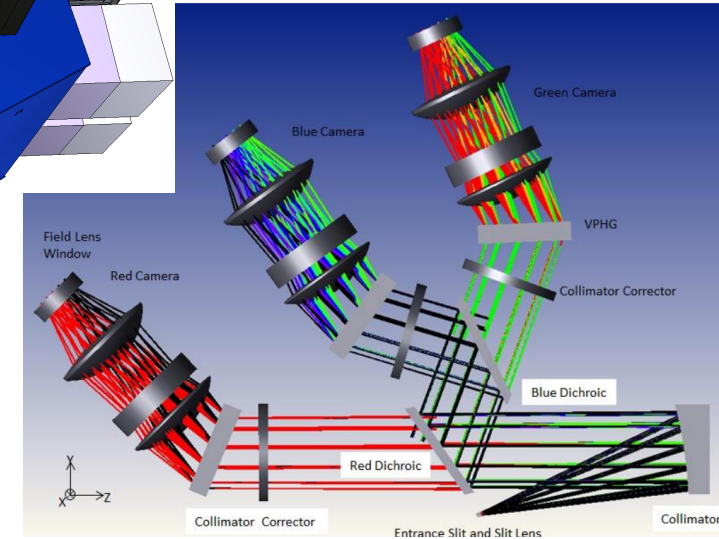 Green Camera
Blue Camera
VPHG
Field Lens
Window
Red Camera
Collimator Corrector
Blue Dichroic
Red Dichroic
Y
X
Z
Collimator Corrector
Collimator
Entrance Slit and Slit Lens